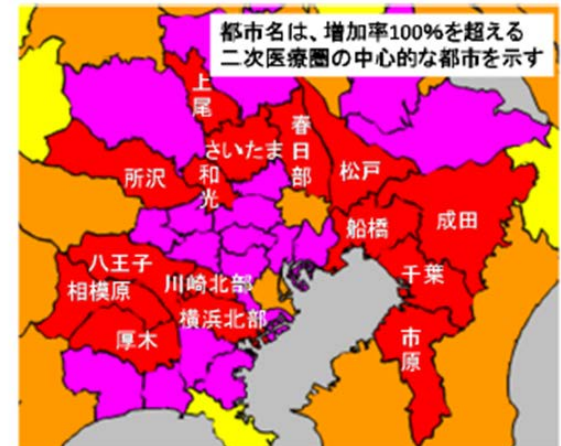 都市名は、増加率100%を超える
二次医療圏の中心的な都市を示す
上尾
春日部
さいたま
所沢
和光
松戸
船橋
成田
八王子
相模原
川崎北部
千葉
横浜北部
厚木
市原